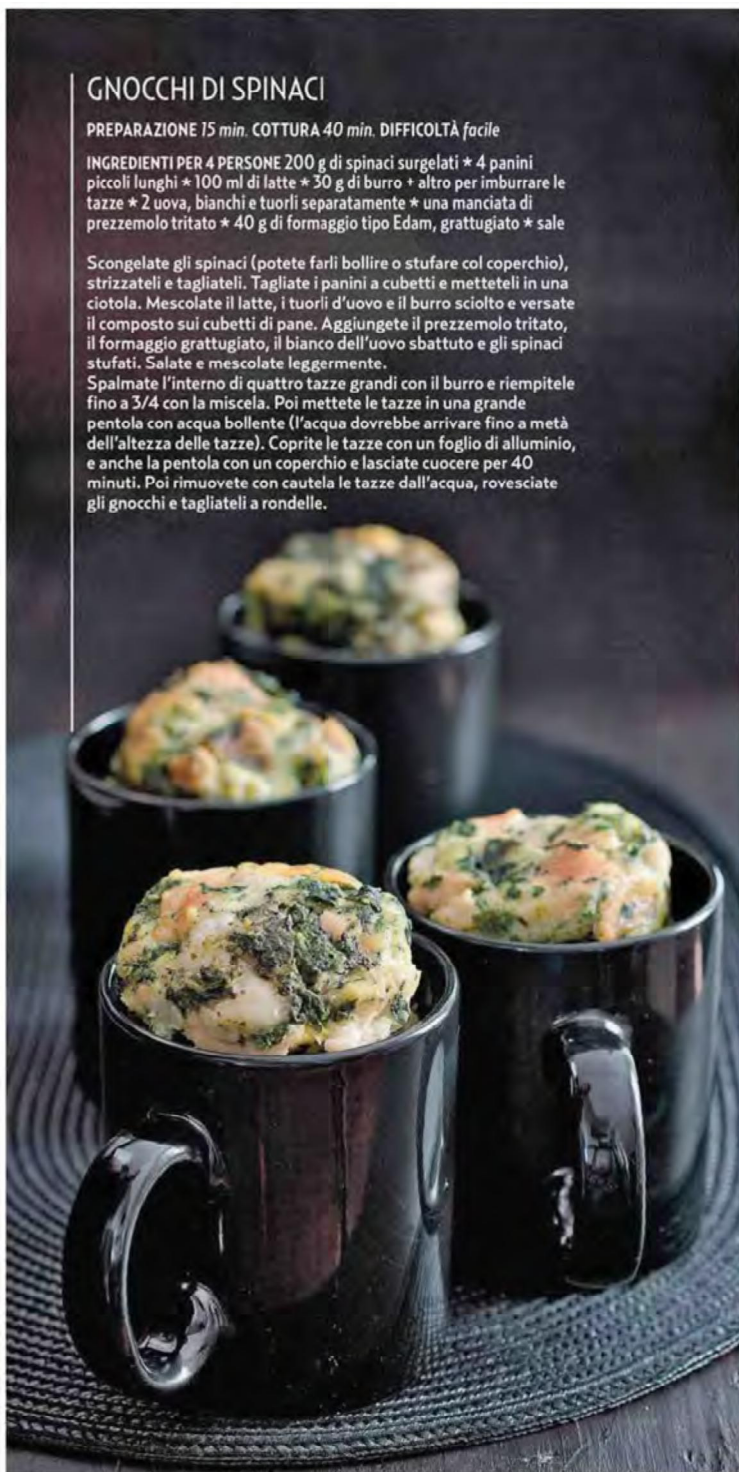 GNOCCHI DI SPINACI
PREPARAZIONE 15 min. COTTURA 40 min. DIFFICOLTÀ facile
INGREDIENTI PER 4 PERSONE 200 g di spinaci surgelati * 4 panini
piccoli lunghi * 100 ml di latte * 30 g di burro + altro per imburrare le
tazze * 2 uova, bianchi e tuorli separatamente * una manciata di
prezzemolo tritato * 40 g di formaggio tipo Edam, grattugiato * sale
Scongelate gli spinaci (potete farli bollire o stufare col coperchio),
strizzateli e tagliateli. Tagliate i panini a cubetti e metteteli in una
ciotola. Mescolate il latte, i tuorli d'uovo e il burro sciolto e versate
il composto sui cubetti di pane. Aggiungete il prezzemolo tritato,
il formaggio grattugiato, il bianco dell'uovo sbattuto e gli spinaci
stufati. Salate e mescolate leggermente.
Spalmate l'interno di quattro tazze grandi con il burro e riempitele
fino a 3/4 con la miscela. Poi mettete le tazze in una grande
pentola con acqua bollente (l'acqua dovrebbe arrivare fino a metà
dell'altezza delle tazze). Coprite le tazze con un foglio di alluminio,
e anche la pentola con un coperchio e lasciate cuocere per 40
minuti. Poi rimuovete con cautela le tazze dall'acqua, rovesciate
gli gnocchi e tagliateli a rondelle.